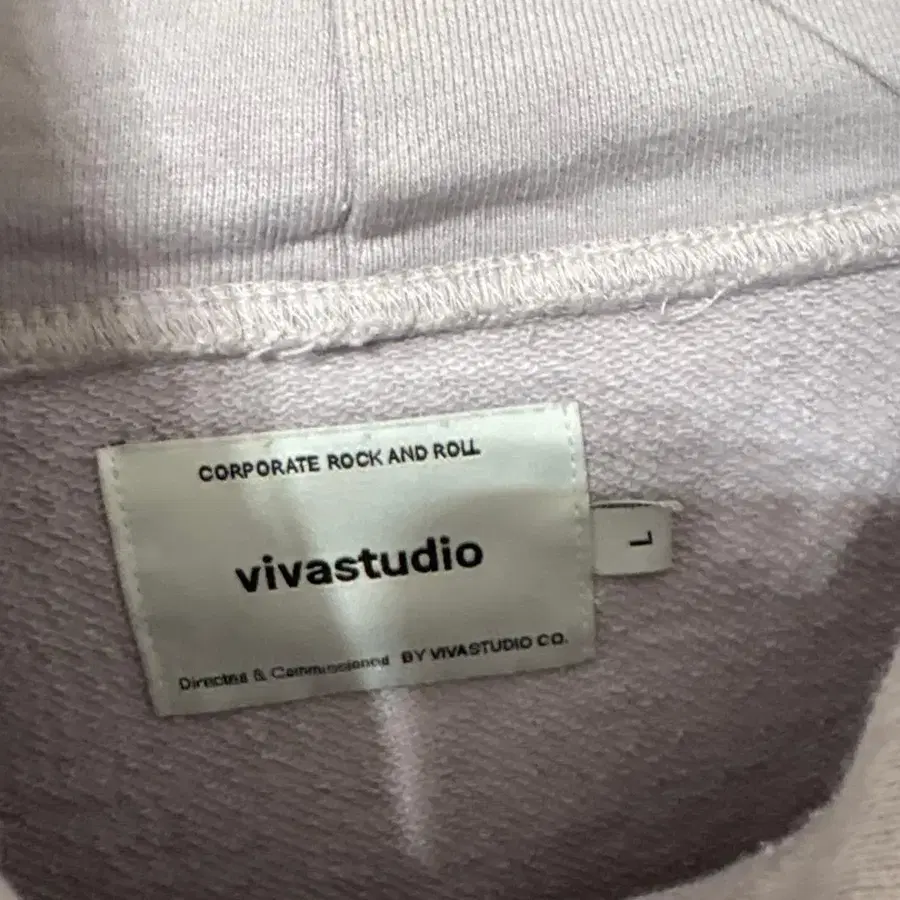 CORPORATE ROCK AND ROLL
vivastudio
L
Directed & Commissioned BY VIVASTUDIO CO.